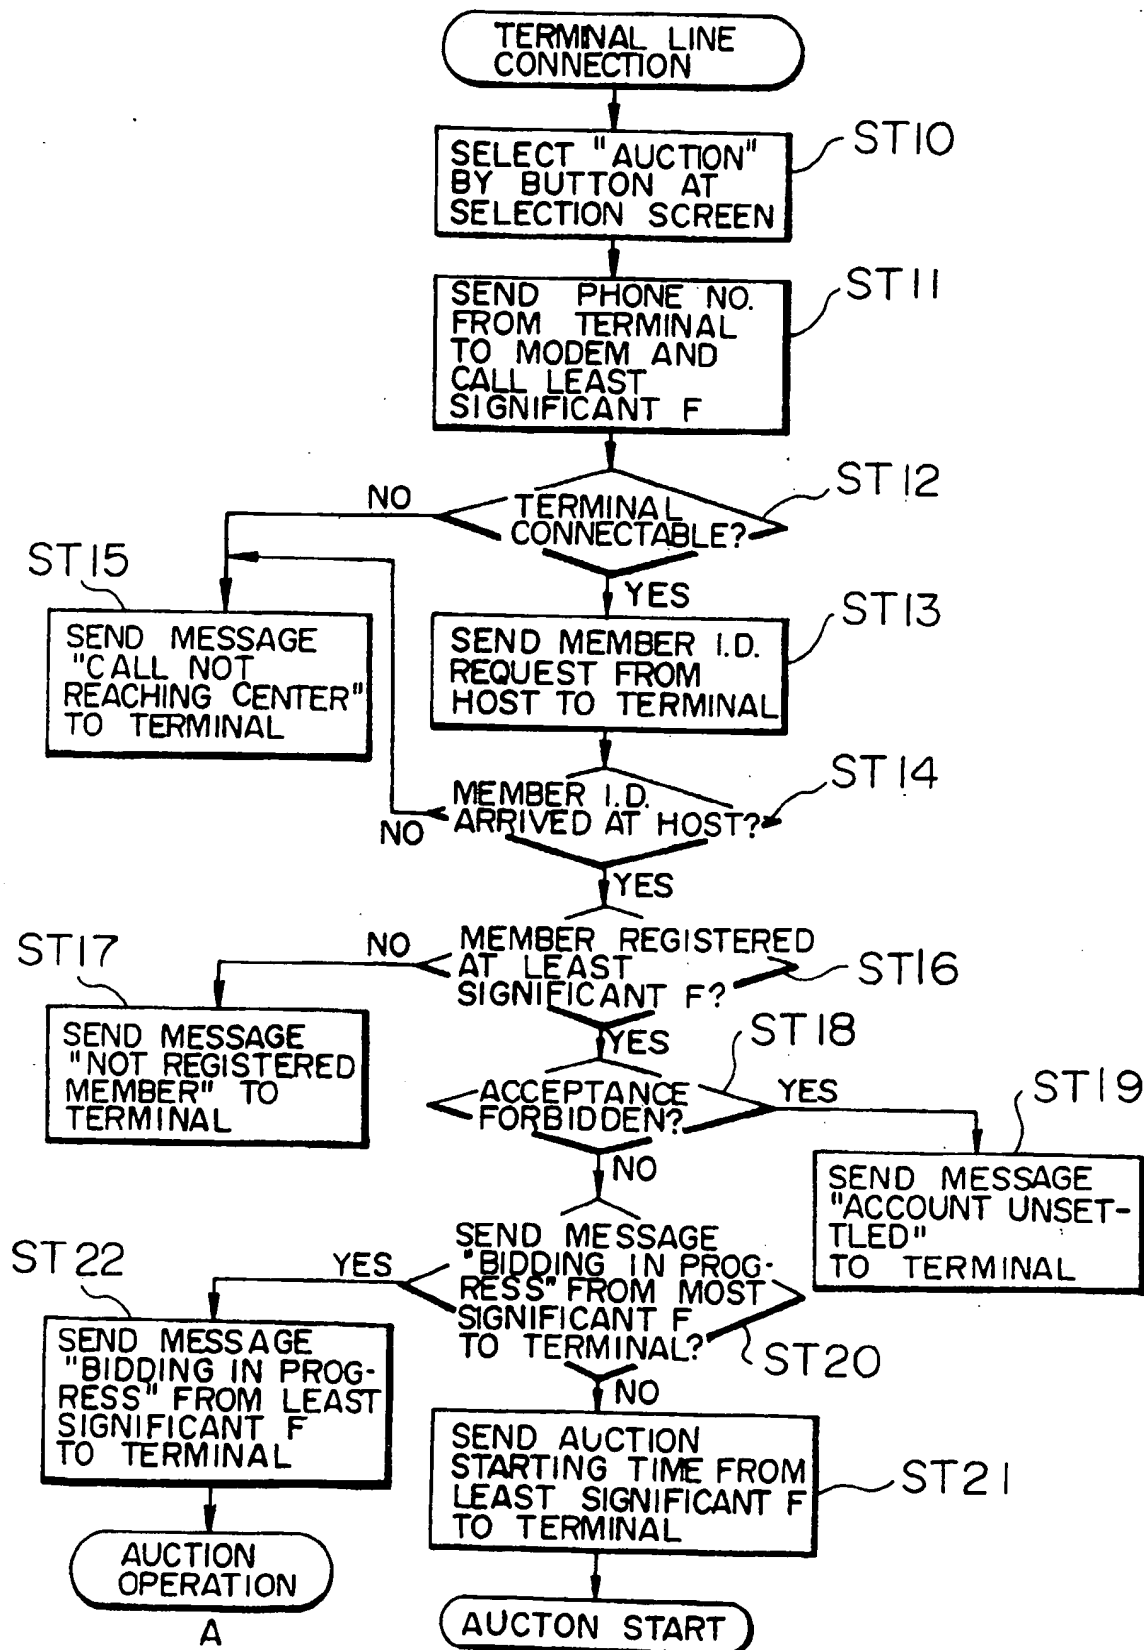 TERMINAL LINE
CONNECTION
ST10
SELECT "AUCTION"
BY BUTTON AT
SELECTION SCREEN
ST11
SEND PHONE NO.
FROM TERMINAL
TO MODEM AND
CALL LEAST
SIGNIFICANT F
ST12
NO
TERMINAL
CONNECTABLE?
YES
ST15
SEND MESSAGE
"CALL NOT
REACHING CENTER"
TO TERMINAL
ST13
SEND MEMBER I.D.
REQUEST FROM
HOST TO TERMINAL
ST14
MEMBER I.D.
ARRIVED AT HOST?
NO
YES
ST17
NO
MEMBER REGISTERED
AT LEAST
SIGNIFICANT F?
ST16
YES
SEND MESSAGE
"NOT REGISTERED
MEMBER" TO
TERMINAL
ST18
ACCEPTANCE
FORBIDDEN?
YES
ST19
NO
SEND MESSAGE
"ACCOUNT UNSET-
TLED"
TO TERMINAL
ST22
YES
SEND MESSAGE
"BIDDING IN PROG-
RESS" FROM MOST
SIGNIFICANT F
TO TERMINAL?
ST20
NO
SEND MESSAGE
"BIDDING IN PROG-
RESS" FROM LEAST
SIGNIFICANT F
TO TERMINAL
SEND AUCTION
STARTING TIME FROM
LEAST SIGNIFICANT F
TO TERMINAL
ST21
AUCTION
OPERATION
A
AUCTON START